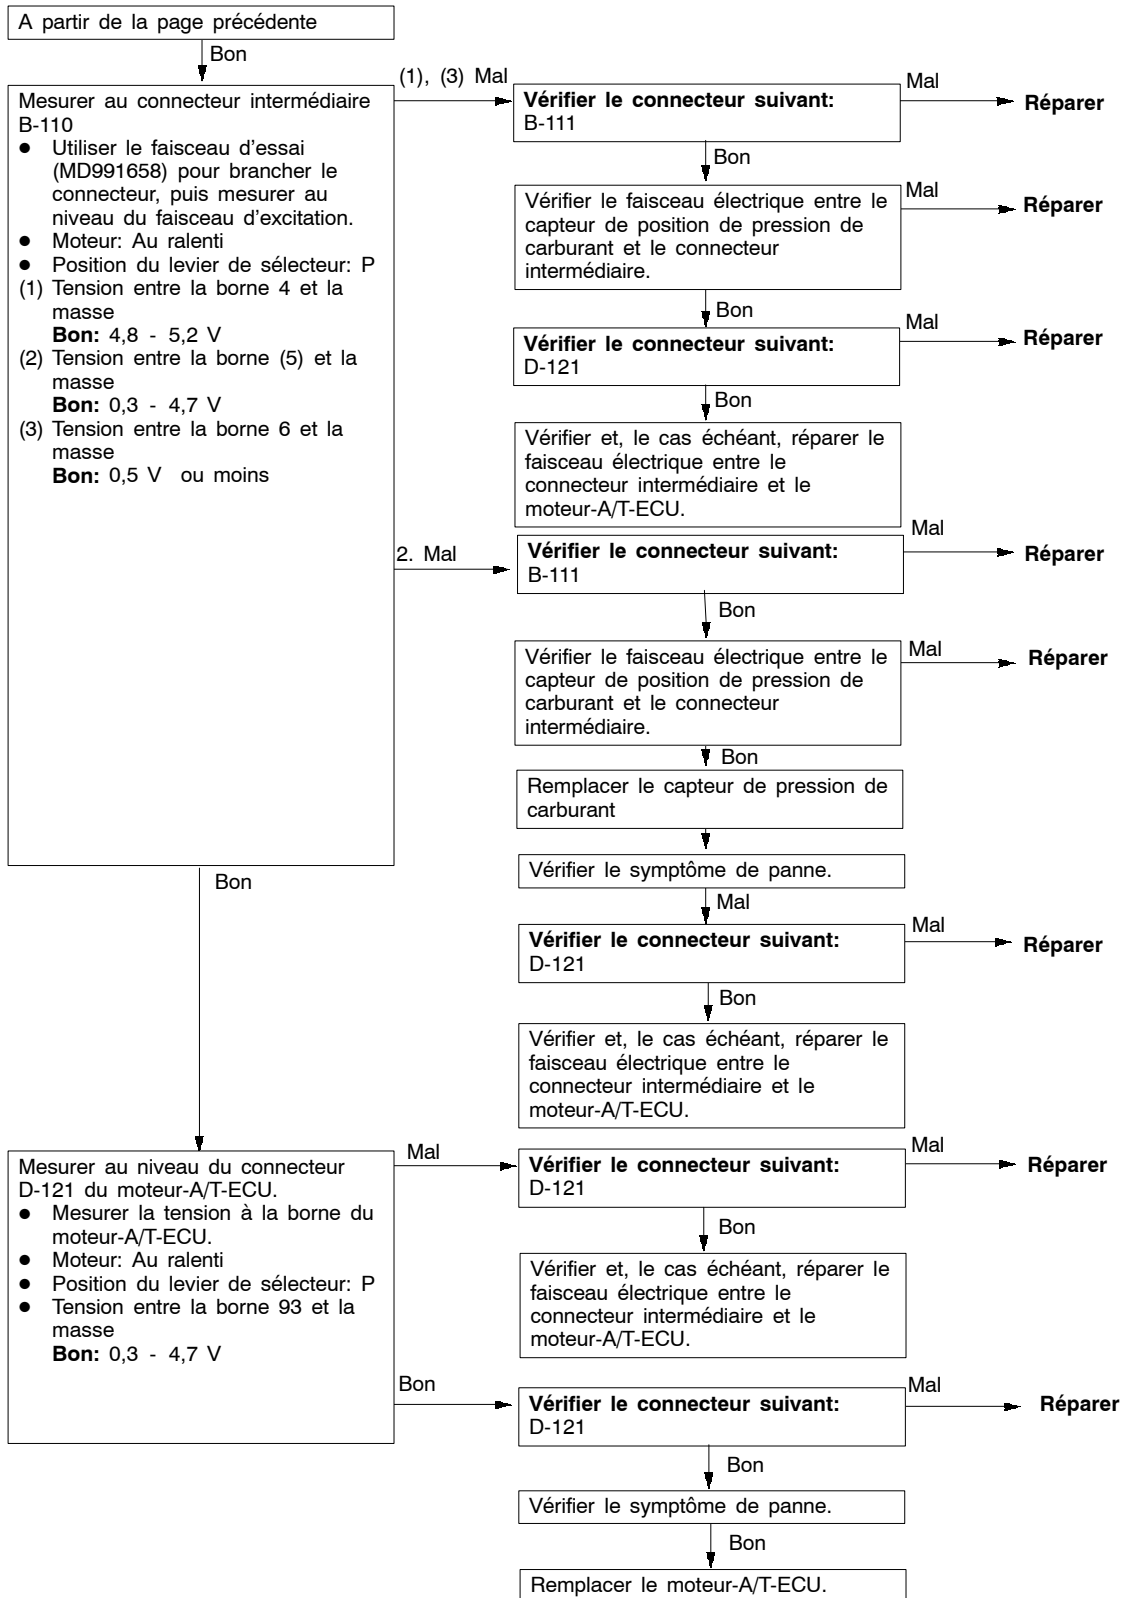 A partir de la page précédente
Bon
Mesurer au connecteur intermédiaire
B-110
● Utiliser le faisceau d'essai
(MD991658) pour brancher le
connecteur, puis mesurer au
niveau du faisceau d'excitation.
● Moteur: Au ralenti
● Position du levier de sélecteur: P
(1) Tension entre la borne 4 et la
masse
Bon: 4,8 - 5,2 V
(2) Tension entre la borne (5) et la
masse
Bon: 0,3 - 4,7 V
(3) Tension entre la borne 6 et la
masse
Bon: 0,5 V ou moins
(1), (3) Mal
Vérifier le connecteur suivant:
B-111
Mal
Réparer
Bon
Vérifier le faisceau électrique entre le
capteur de position de pression de
carburant et le connecteur
intermédiaire.
Mal
Réparer
Bon
Vérifier le connecteur suivant:
D-121
Mal
Réparer
Bon
Vérifier et, le cas échéant, réparer le
faisceau électrique entre le
connecteur intermédiaire et le
moteur-A/T-ECU.
2. Mal
Vérifier le connecteur suivant:
B-111
Mal
Réparer
Bon
Vérifier le faisceau électrique entre le
capteur de position de pression de
carburant et le connecteur
intermédiaire.
Mal
Réparer
Bon
Remplacer le capteur de pression de
carburant
Vérifier le symptôme de panne.
Mal
Vérifier le connecteur suivant:
D-121
Mal
Réparer
Bon
Vérifier et, le cas échéant, réparer le
faisceau électrique entre le
connecteur intermédiaire et le
moteur-A/T-ECU.
Bon
Mesurer au niveau du connecteur
D-121 du moteur-A/T-ECU.
● Mesurer la tension à la borne du
moteur-A/T-ECU.
● Moteur: Au ralenti
● Position du levier de sélecteur: P
● Tension entre la borne 93 et la
masse
Bon: 0,3 - 4,7 V
Mal
Vérifier le connecteur suivant:
D-121
Mal
Réparer
Bon
Vérifier et, le cas échéant, réparer le
faisceau électrique entre le
connecteur intermédiaire et le
moteur-A/T-ECU.
Bon
Vérifier le connecteur suivant:
D-121
Mal
Réparer
Bon
Vérifier le symptôme de panne.
Bon
Remplacer le moteur-A/T-ECU.